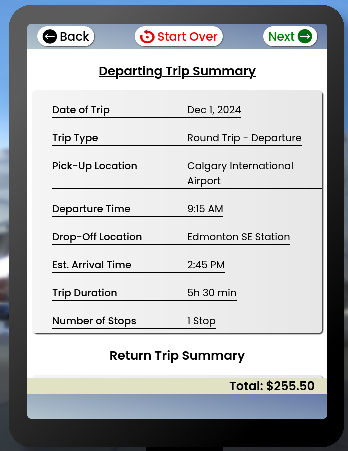 Back
Start Over
Next
Departing Trip Summary
Date of Trip
Dec 1, 2024
Trip Type
Round Trip - Departure
Pick-Up Location
Calgary International
Airport
Departure Time
9:15 AM
Drop-Off Location
Edmonton SE Station
Est. Arrival Time
2:45 PM
Trip Duration
5h 30 min
Number of Stops
1 Stop
Return Trip Summary
Total: $255.50